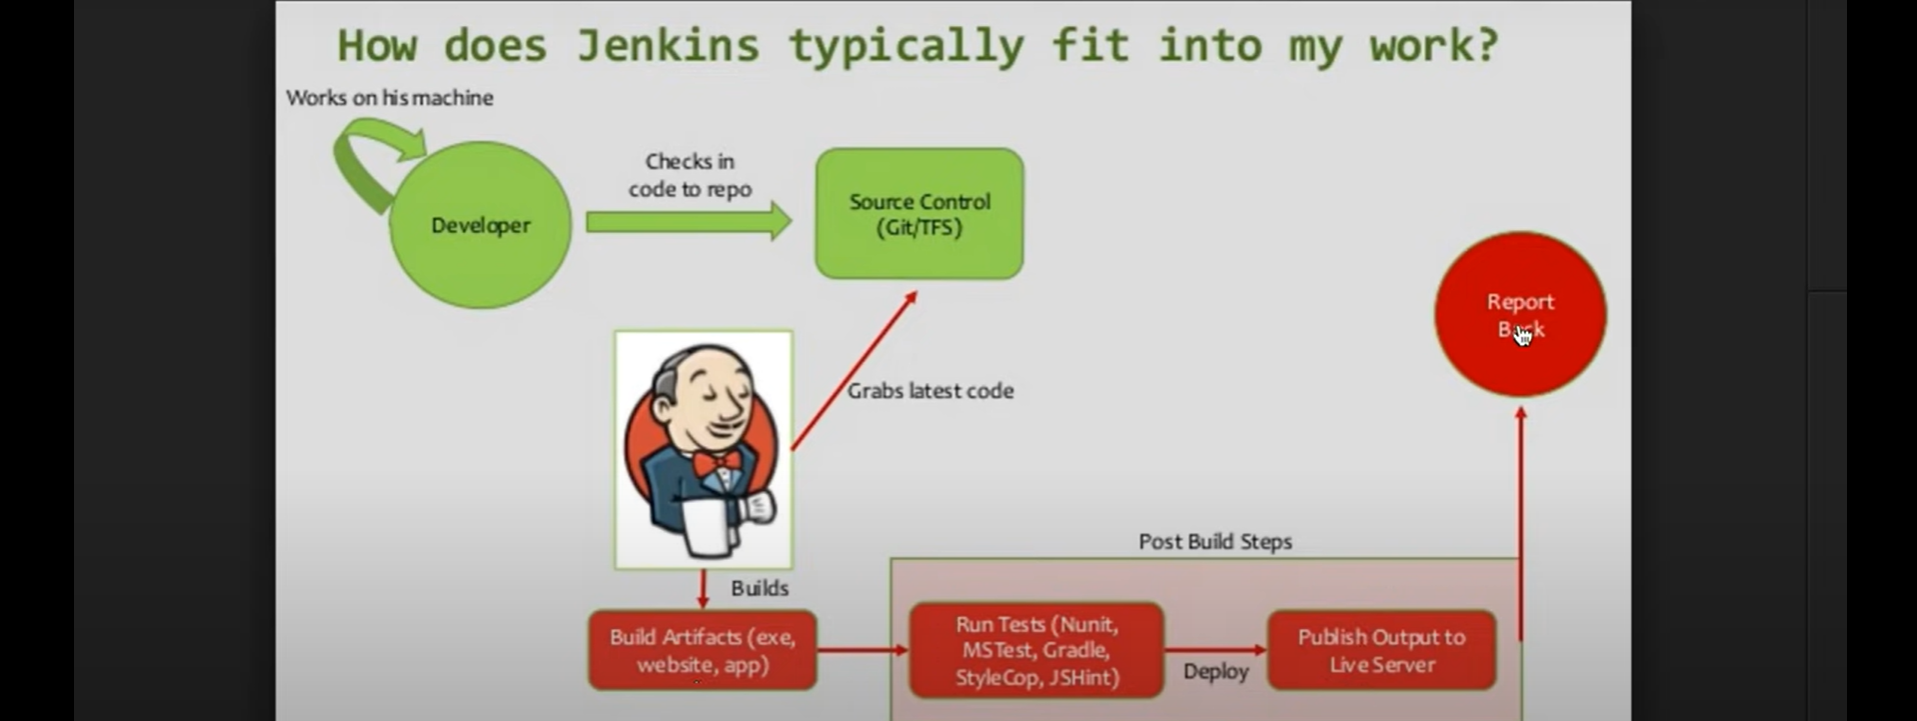 How does Jenkins typically fit into my work?
Works on his machine
Developer
Checks in
code to repo
Source Control
(Git/TFS)
Report
Grabs latest code
Post Build Steps
Builds
Build Artifacts (exe,
website, app)
Run Tests (Nunit,
MSTest, Gradle,
StyleCop, JSHint)
Deploy
Publish Output to
Live Server